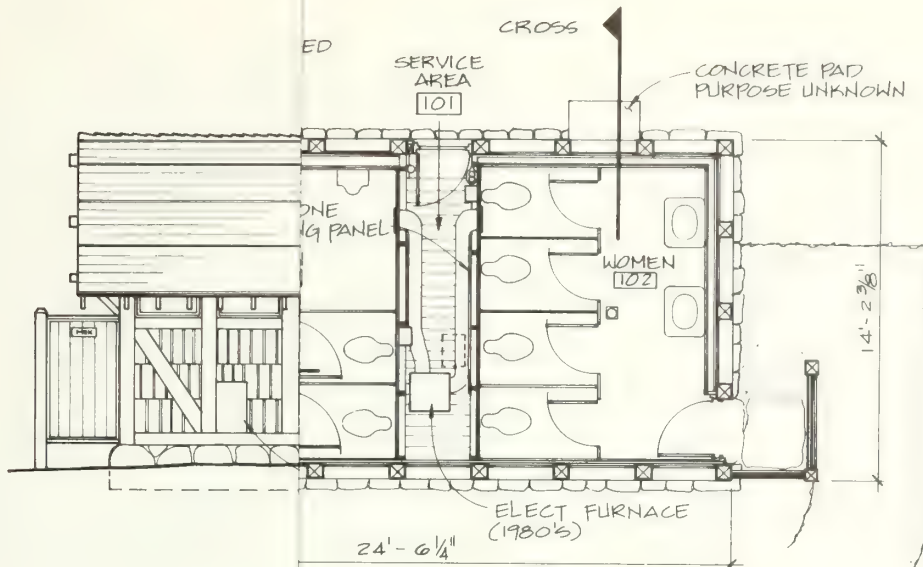 ED
CROSS
SERVICE
AREA
101
CONCRETE PAD
PURPOSE UNKNOWN
ONE
NG PANEL
WOMEN
102
MEN
14'-2 3/8"
ELECT FURNACE
(1980'S)
24'-6 1/4"